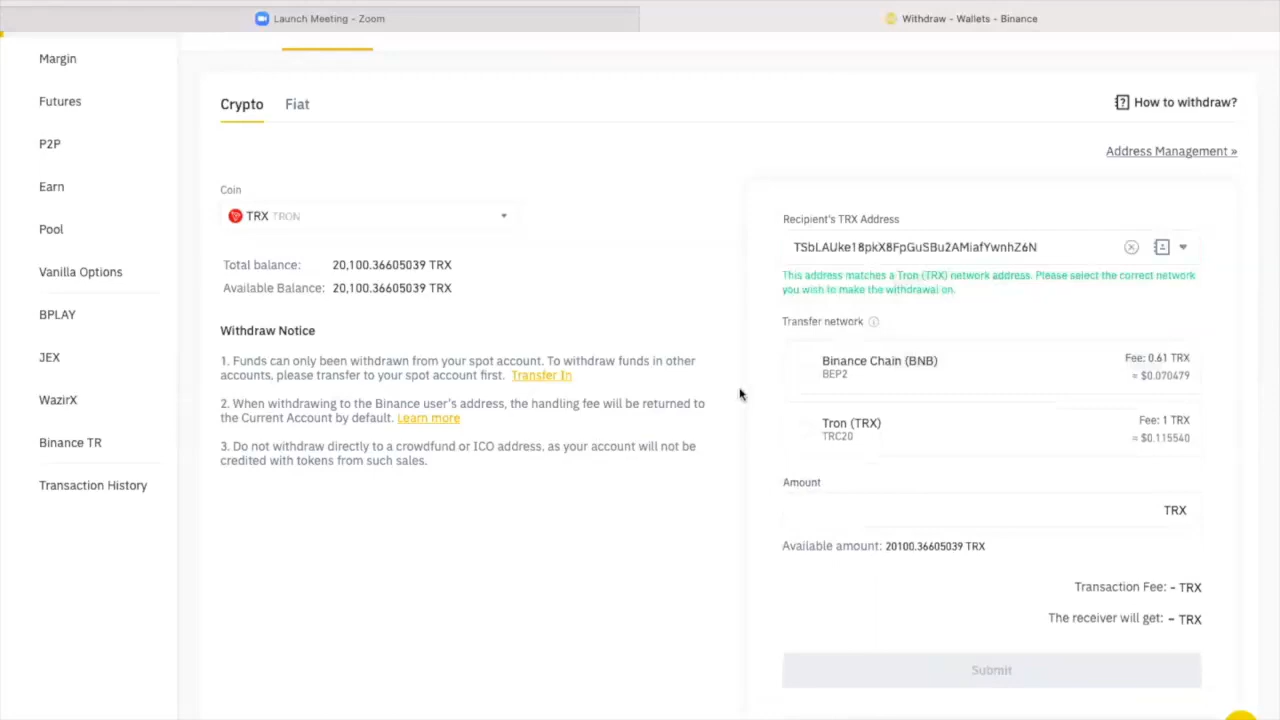 Launch Meeting - Zoom
Withdraw - Wallets - Binance
Margin
Futures
P2P
Earn
Pool
Vanilla Options
BPLAY
JEX
WazirX
Binance TR
Transaction History
Crypto
Fiat
How to withdraw?
Address Management »
Coin
TRX TRON
Total balance: 20,100.36605039 TRX
Available Balance: 20,100.36605039 TRX
Withdraw Notice
1. Funds can only been withdrawn from your spot account. To withdraw funds in other
accounts, please transfer to your spot account first. Transfer In
2. When withdrawing to the Binance user's address, the handling fee will be returned to
the Current Account by default. Learn more
3. Do not withdraw directly to a crowdfund or ICO address, as your account will not be
credited with tokens from such sales.
Recipient's TRX Address
TSbLAUke18pkX8FpGuSBu2AMiafYwnhZ6N
This address matches a Tron (TRX) network address. Please select the correct network
you wish to make the withdrawal on.
Transfer network
Binance Chain (BNB)
BEP2
Fee: 0.61 TRX
≈ $0.070479
Tron (TRX)
TRC20
Fee: 1 TRX
≈ $0.115540
Amount
TRX
Available amount: 20100.36605039 TRX
Transaction Fee: - TRX
The receiver will get: - TRX
Submit